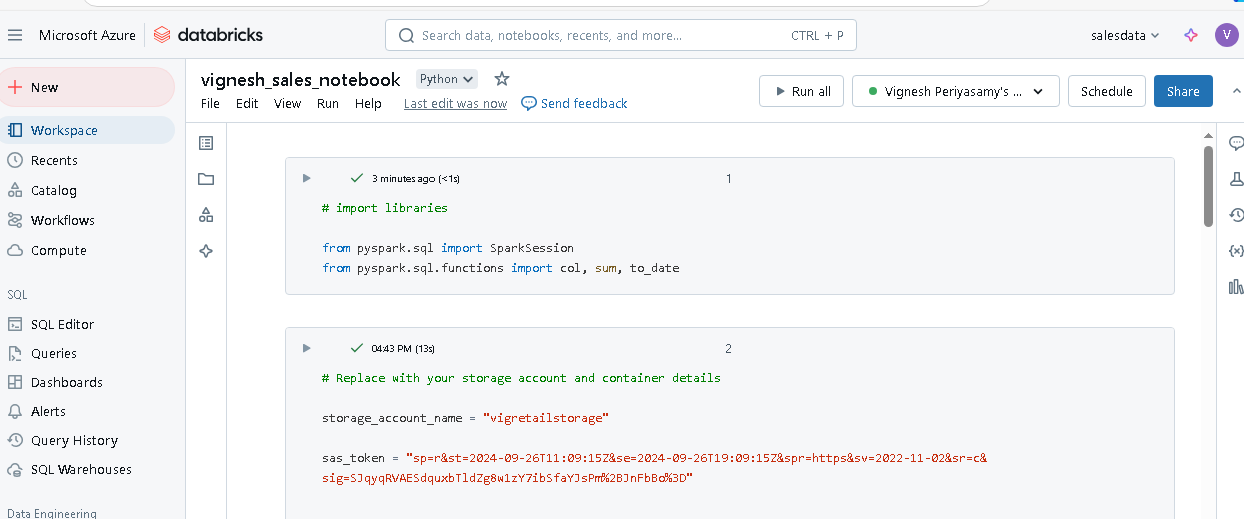 Microsoft Azure databricks Search data, notebooks, recents, and more... CTRL + P salesdata V
New
Workspace
Recents
Catalog
Workflows
Compute
SQL
SQL Editor
Queries
Dashboards
Alerts
Query History
SQL Warehouses
Data Engineering
vignesh_sales_notebook Python
File Edit View Run Help Last edit was now Send feedback
Run all Vignesh Periyasamy's ... Schedule Share
3 minutes ago (<1s) 1
# import libraries
from pyspark.sql import SparkSession
from pyspark.sql.functions import col, sum, to_date
04:43 PM (13s) 2
# Replace with your storage account and container details
storage_account_name = "vigretailstorage"
sas_token = "sp=r&st=2024-09-26T11:09:15Z&se=2024-09-26T19:09:15Z&spr=https&sv=2022-11-02&sr=c&
sig=SJqyqRVAESdquxbTldZg8w1zY7ibSfaYJsPm%2BJnFbBo%3D"